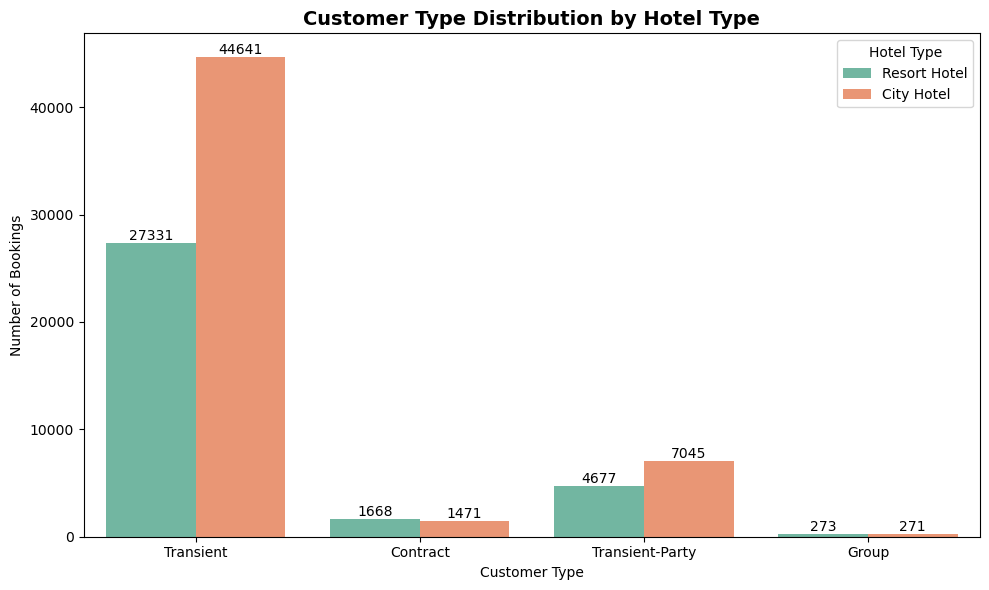 Customer Type Distribution by Hotel Type
Hotel Type
Resort Hotel
City Hotel
Number of Bookings
40000
30000
20000
10000
0
44641
27331
1668
1471
4677
7045
273
271
Transient
Contract
Transient-Party
Group
Customer Type